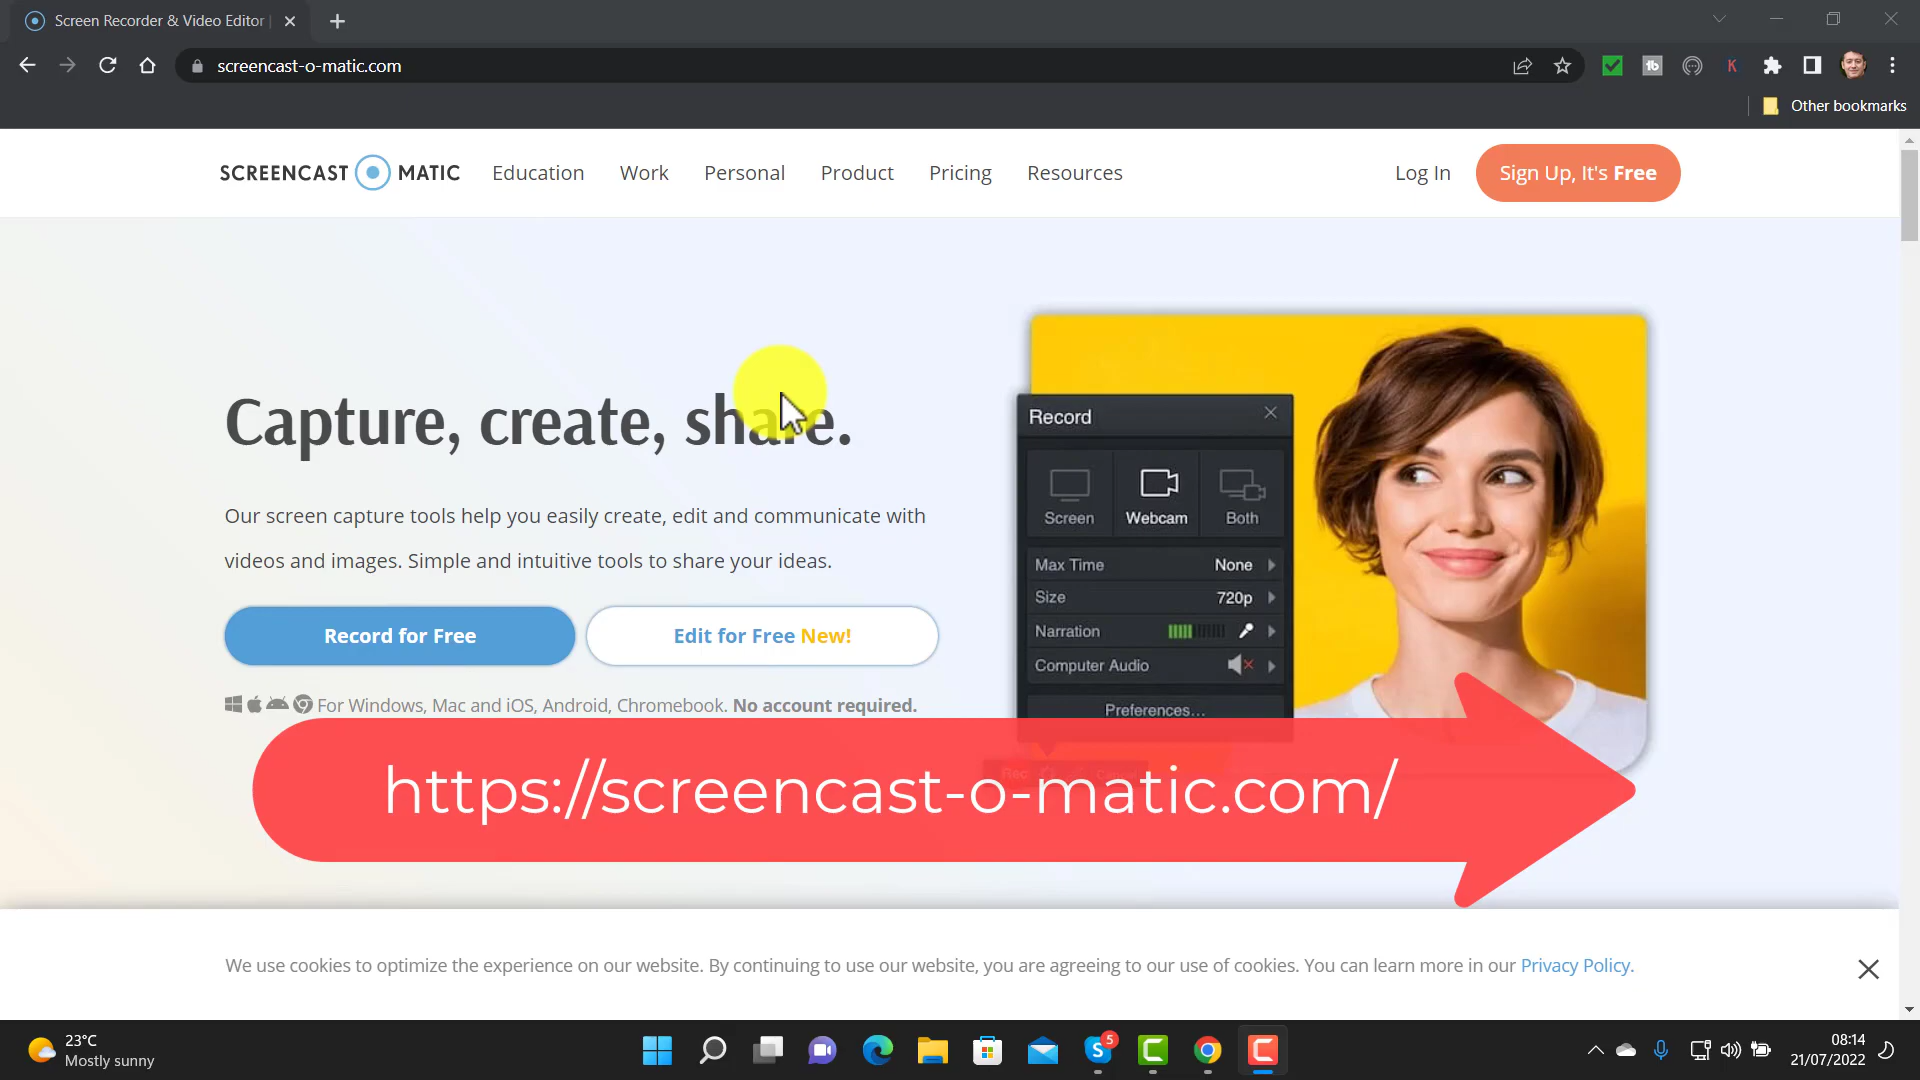 Screen Recorder & Video Editor |
screencast-o-matic.com
Other bookmarks
SCREENCAST MATIC
Education
Work
Personal
Product
Pricing
Resources
Log In
Sign Up, It's Free
Capture, create, share.
Our screen capture tools help you easily create, edit and communicate with
videos and images. Simple and intuitive tools to share your ideas.
Record for Free
Edit for Free New!
For Windows, Mac and iOS, Android, Chromebook. No account required.
Record
Screen
Webcam
Both
Max Time None
Size 720p
Narration
Computer Audio
Preferences...
Rec
https://screencast-o-matic.com/
We use cookies to optimize the experience on our website. By continuing to use our website, you are agreeing to our use of cookies. You can learn more in our Privacy Policy.
23°C
Mostly sunny
5
08:14
21/07/2022